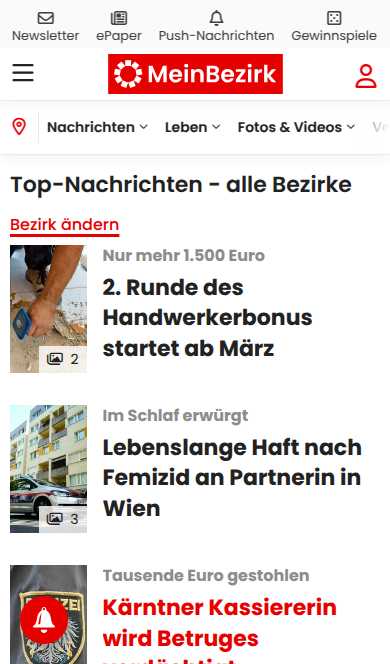 Newsletter ePaper Push-Nachrichten Gewinnspiele
MeinBezirk
Nachrichten Leben Fotos & Videos
Top-Nachrichten - alle Bezirke
Bezirk ändern
Nur mehr 1.500 Euro
2. Runde des
Handwerkerbonus
startet ab März
2
Im Schlaf erwürgt
Lebenslange Haft nach
Femizid an Partnerin in
Wien
3
Tausende Euro gestohlen
Kärntner Kassiererin
wird Betruges